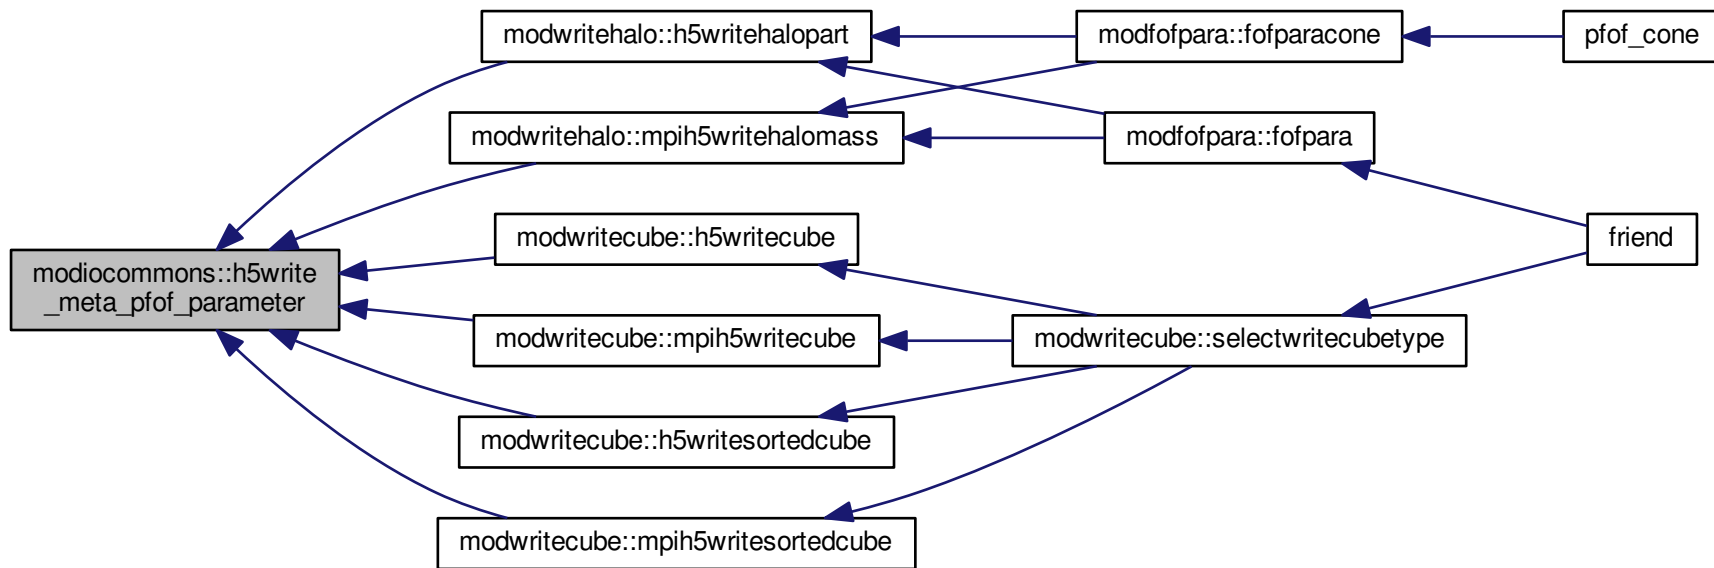 modwritehalo::h5writehalopart
modfofpara::fofparacone
pfof_cone
modwritehalo::mpih5writehalomass
modfofpara::fofpara
modwritecube::h5writecube
friend
modiocommons::h5write
_meta_pfof_parameter
modwritecube::mpih5writecube
modwritecube::selectwritecubetype
modwritecube::h5writesortedcube
modwritecube::mpih5writesortedcube